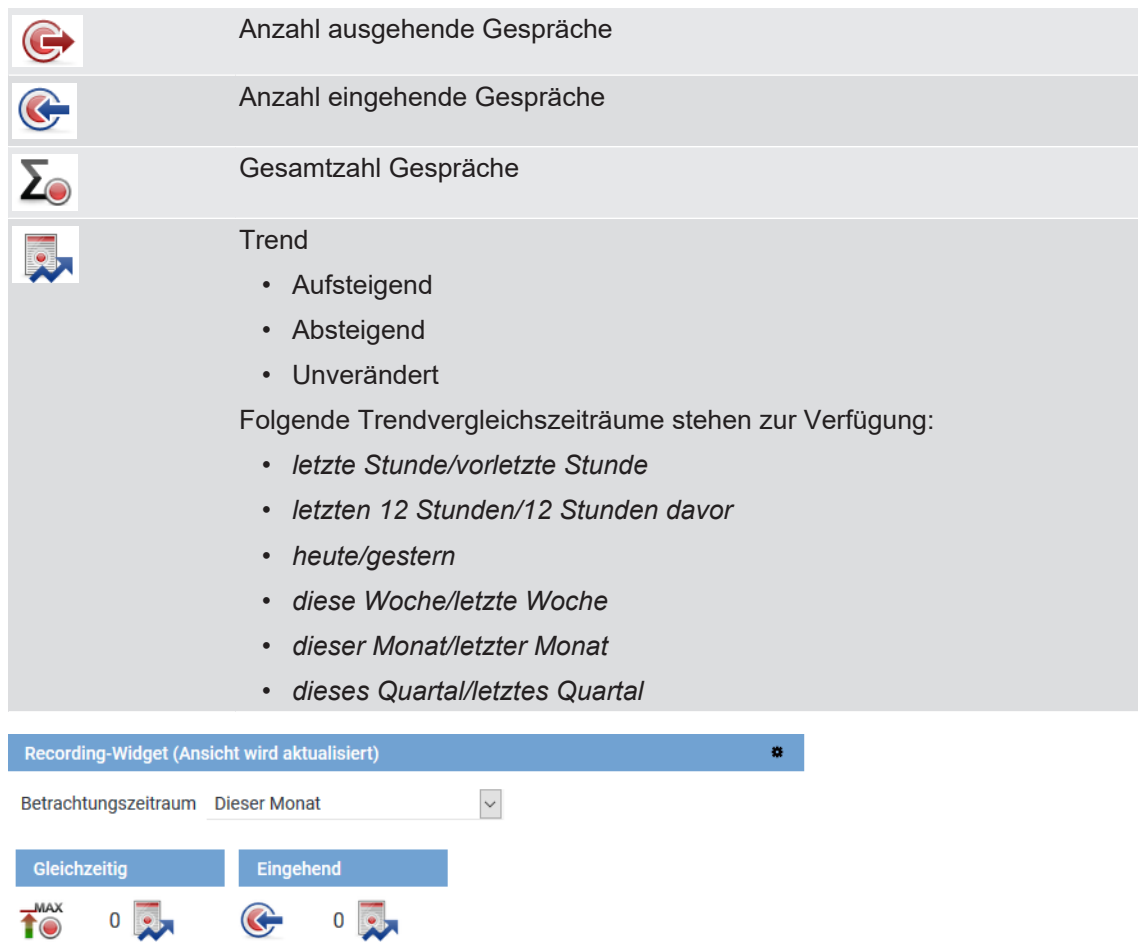 Anzahl ausgehende Gespräche
Anzahl eingehende Gespräche
Gesamtzahl Gespräche
Trend
• Aufsteigend
• Absteigend
• Unverändert
Folgende Trendvergleichszeiträume stehen zur Verfügung:
• letzte Stunde/vorletzte Stunde
• letzten 12 Stunden/12 Stunden davor
• heute/gestern
• diese Woche/letzte Woche
• dieser Monat/letzter Monat
• dieses Quartal/letztes Quartal
Recording-Widget (Ansicht wird aktualisiert)
Betrachtungszeitraum Dieser Monat
Gleichzeitig Eingehend
MAX 0 0